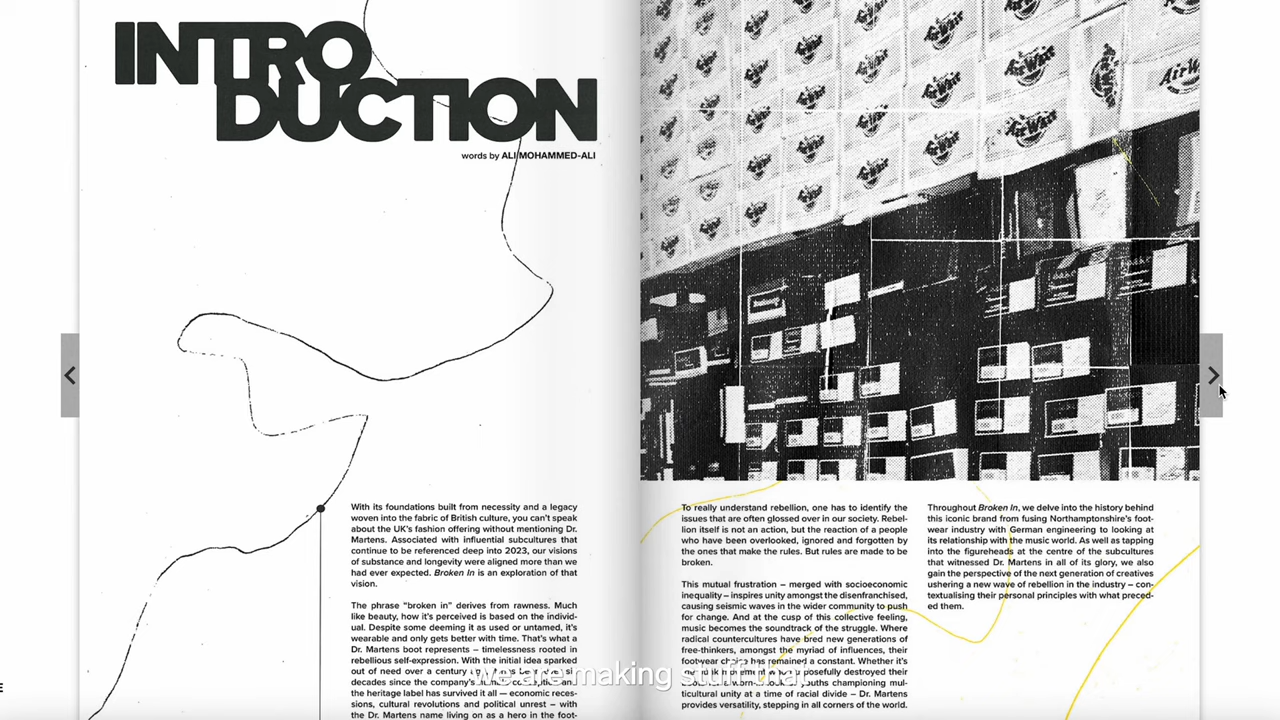 INTRO
DUCTION
words by ALI MOHAMMED-ALI
With its foundations built from necessity and a legacy
woven into the fabric of British culture, you can't speak
about the UK's fashion offering without mentioning Dr.
Martens. Associated with influential subcultures that
continue to be referenced deep into 2023, our visions
of substance and longevity were aligned more than we
had ever expected. Broken In is an exploration of that
vision.
The phrase "broken in" derives from rawness. Much
like beauty, how it's perceived is based on the individ-
ual. Despite some deeming it as used or untamed, it's
wearable and only gets better with time. That's what a
Dr. Martens boot represents – timelessness rooted in
rebellious self-expression. With the initial idea sparked
out of need over a century
decades since the company's
the heritage label has survived it all — economic reces-
sions, cultural revolutions and political unrest – with
the Dr. Martens name living on as a hero in the foot-
AirWair
AirWair
AirWair
AirWair
AirWair
To really understand rebellion, one has to identify the
issues that are often glossed over in our society. Rebel-
lion itself is not an action, but the reaction of a people
who have been overlooked, ignored and forgotten by
the ones that make the rules. But rules are made to be
broken.
This mutual frustration – merged with socioeconomic
inequality – inspires unity amongst the disenfranchised,
causing seismic waves in the wider community to push
for change. And at the cusp of this collective feeling,
music becomes the soundtrack of the struggle. Where
radical countercultures have bred new generations of
free-thinkers, amongst the myriad of influences, their
footwear choice has remained a constant. Whether it's
purposefully destroyed their
youths championing mul-
ticultural unity at a time of racial divide – Dr. Martens
provides versatility, stepping in all corners of the world.
Throughout Broken In, we delve into the history behind
this iconic brand from fusing Northamptonshire's foot-
wear industry with German engineering to looking at
its relationship with the music world. As well as tapping
into the figureheads at the centre of the subcultures
that witnessed Dr. Martens in all of its glory, we also
gain the perspective of the next generation of creatives
ushering a new wave of rebellion in the industry – con-
textualising their personal principles with what preced-
ed them.
we are making stuff that
E